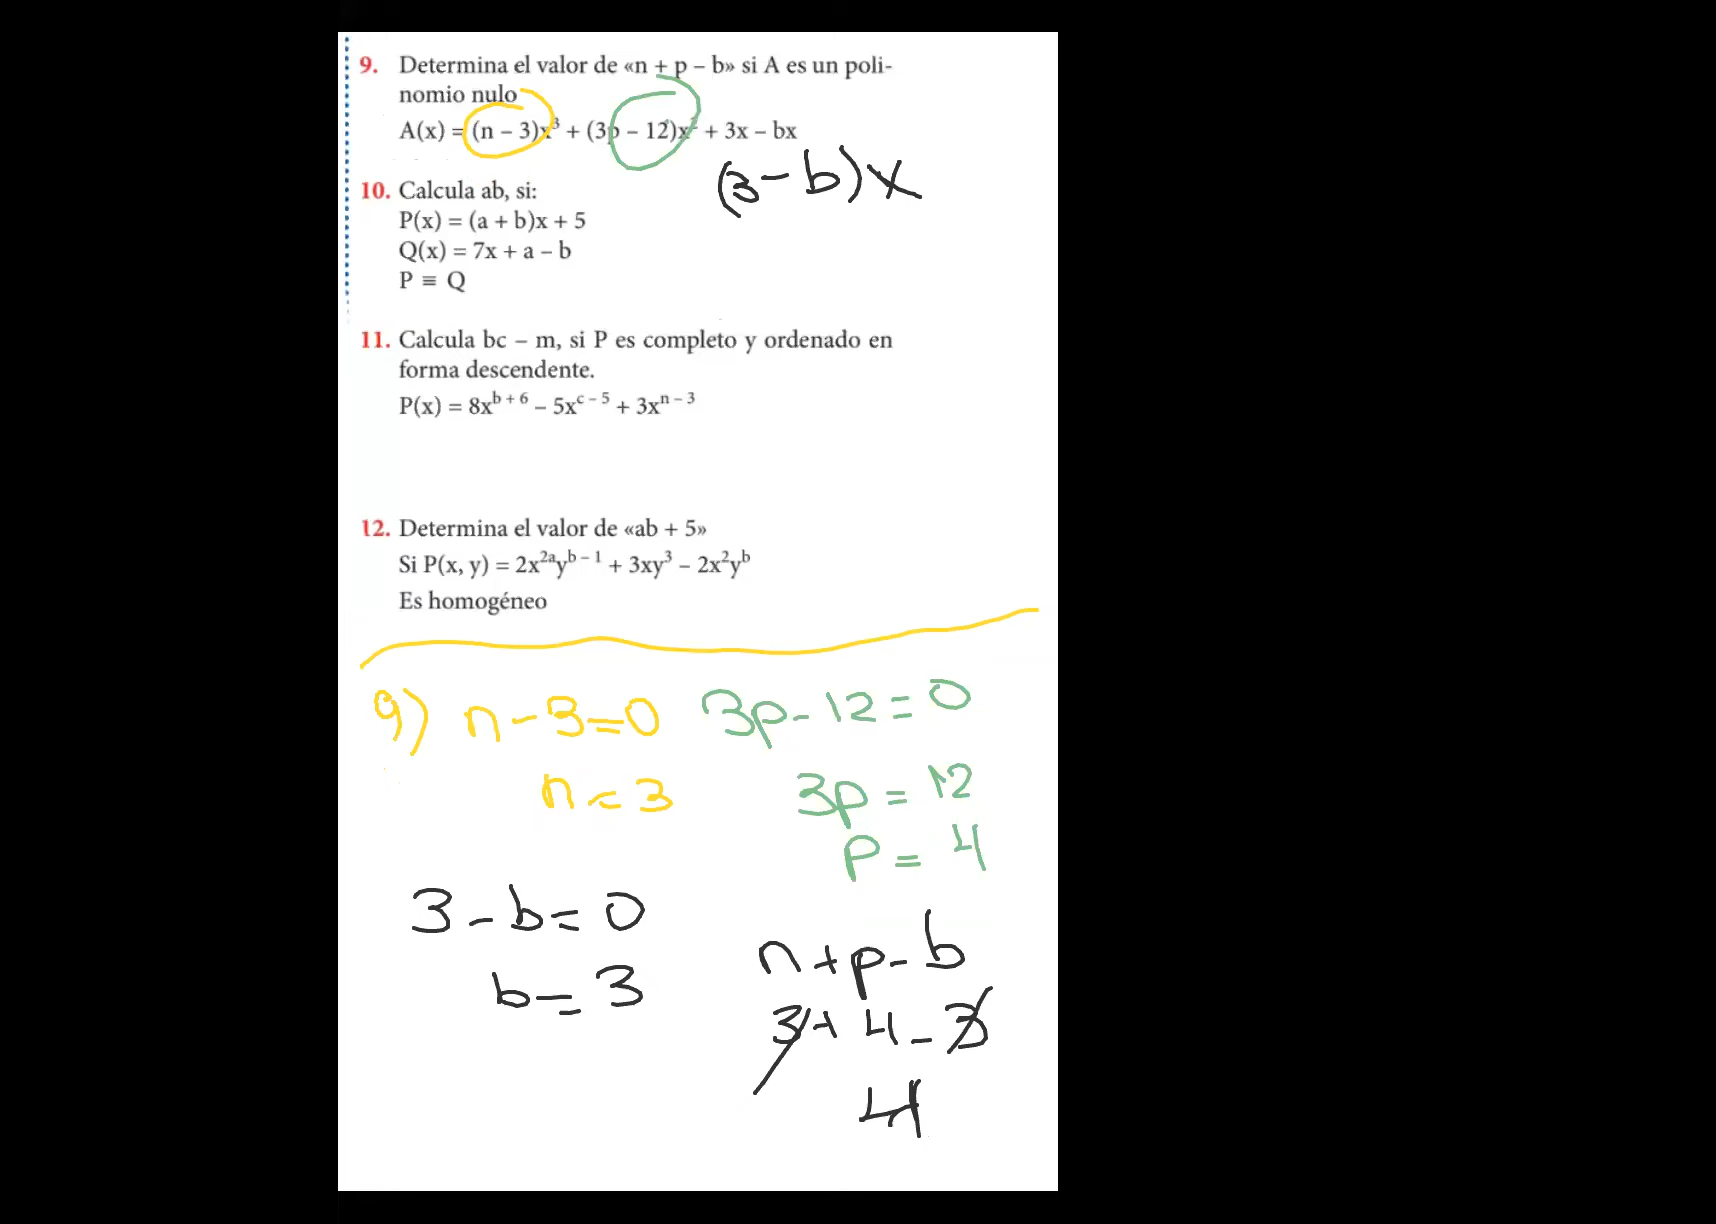 9. Determina el valor de «n + p – b» si A es un poli-
nomio nulo
A(x) = (n – 3)x³ + (3p – 12)x² + 3x – bx
(3 - b) x
10. Calcula ab, si:
P(x) = (a + b)x + 5
Q(x) = 7x + a – b
P ≡ Q
11. Calcula bc – m, si P es completo y ordenado en
forma descendente.
P(x) = 8x^(b + 6) – 5x^(c – 5) + 3x^(n – 3)
12. Determina el valor de «ab + 5»
Si P(x, y) = 2x^(2a)y^(b – 1) + 3xy³ – 2x²y^b
Es homogéneo
9) n - 3 = 0
n = 3
3p - 12 = 0
3p = 12
p = 4
3 - b = 0
b = 3
n + p - b
3 + 4 - 3
4